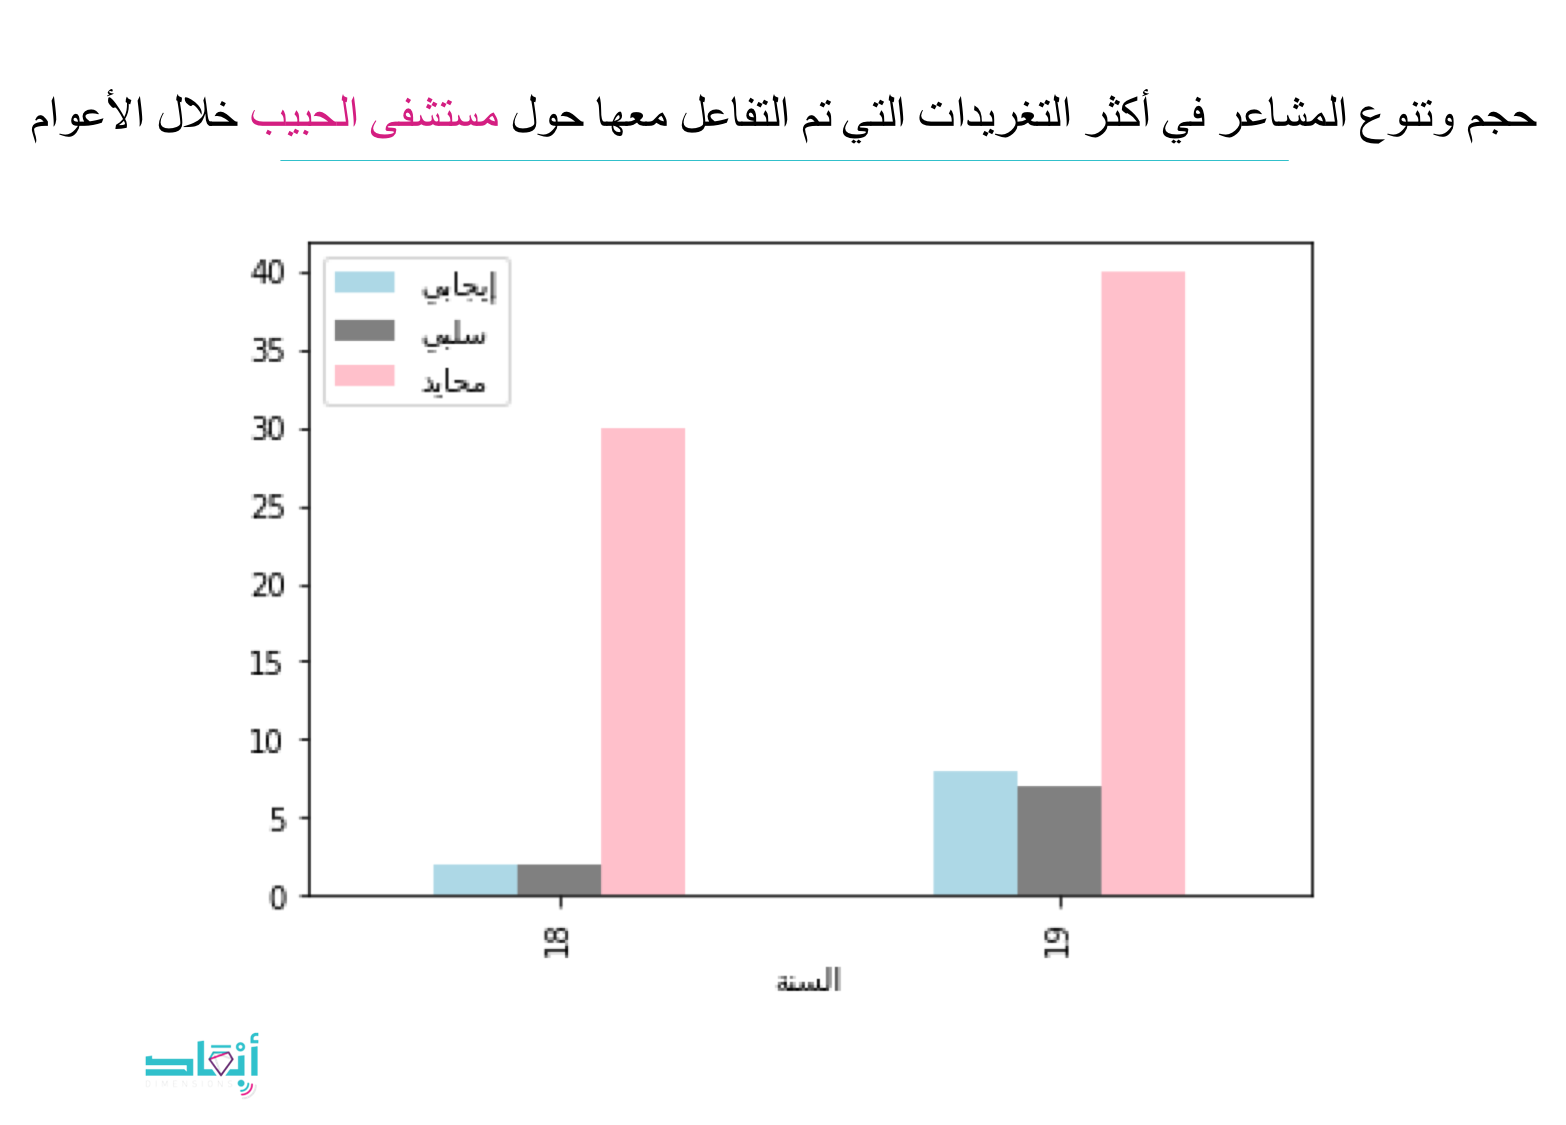 حجم وتنوع المشاعر في أكثر التغريدات التي تم التفاعل معها حول مستشفى الحبيب خلال الأعوام
إيجابي
سلبي
محايد
40
35
30
25
20
15
10
5
0
18
19
السنة
أبعاد
DIMENSIONS